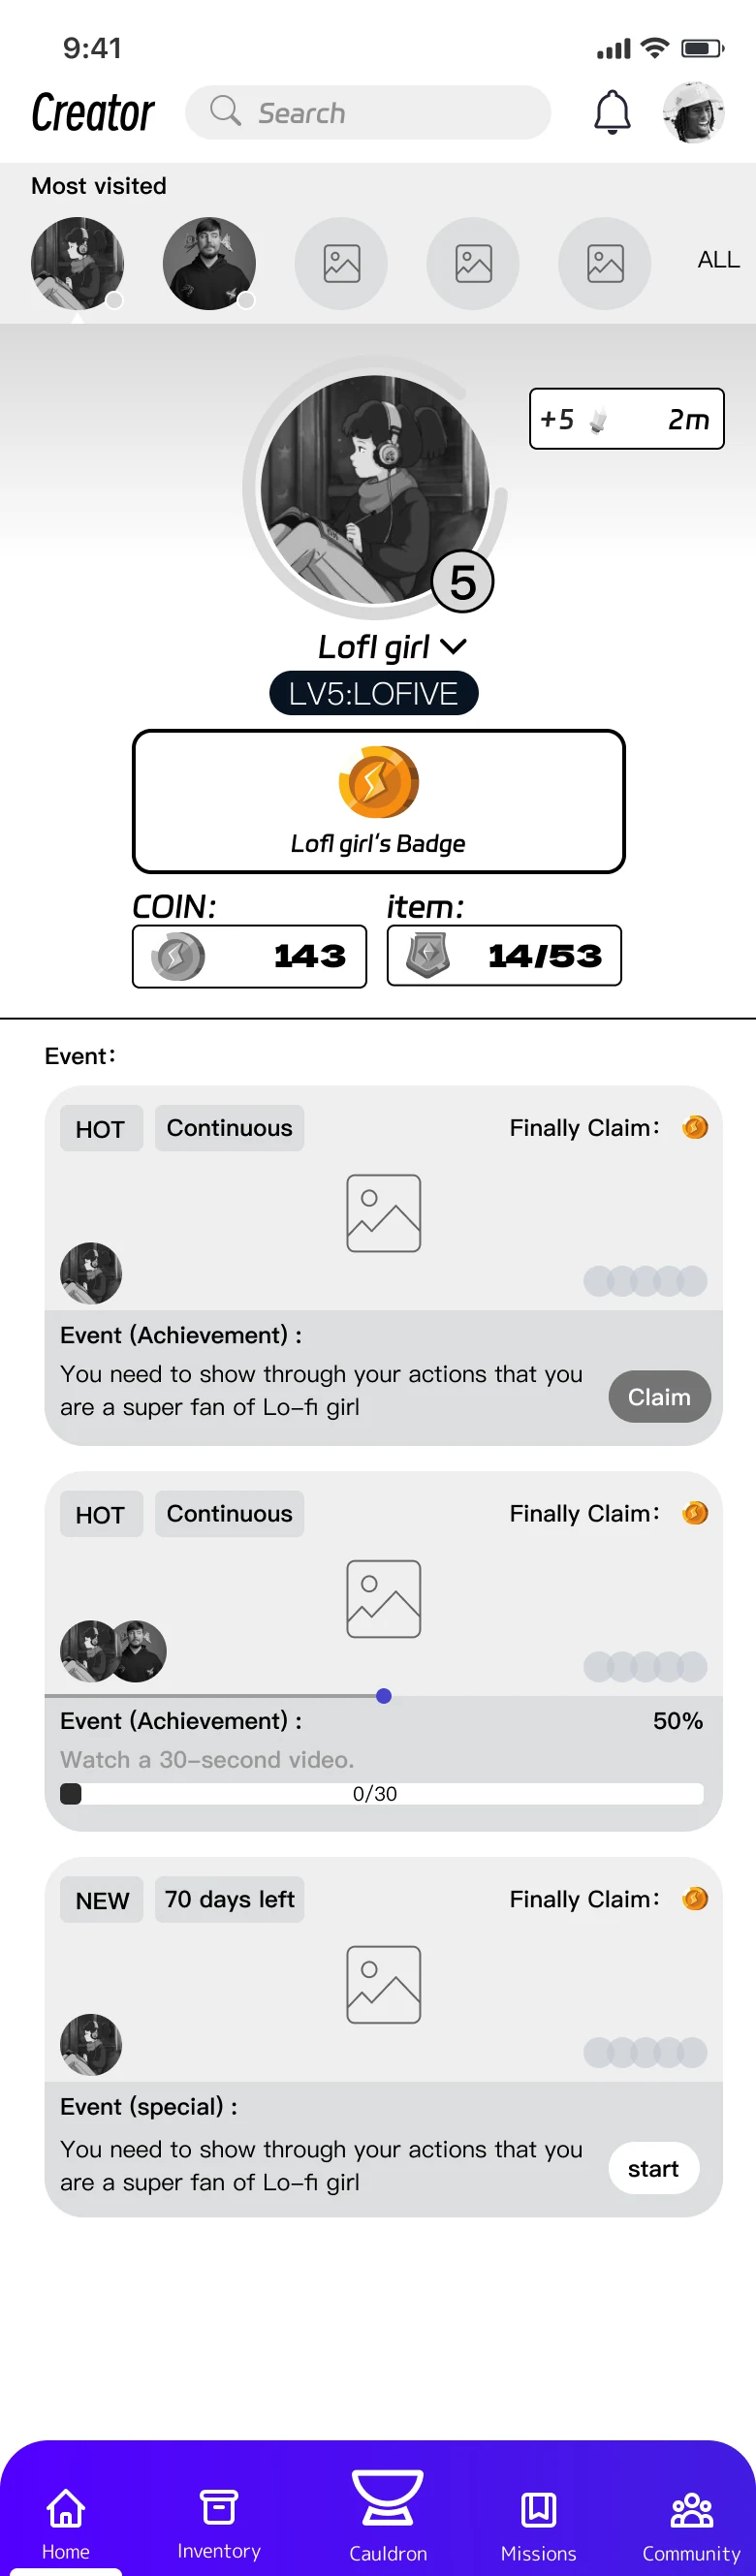 9:41
Creator
Search
Most visited
ALL
+5 2m
5
LofI girl
LV5:LOFIVE
Lofl girl's Badge
COIN:
item:
143
14/53
Event:
HOT
Continuous
Finally Claim:
Event (Achievement) :
You need to show through your actions that you
are a super fan of Lo-fi girl
Claim
HOT
Continuous
Finally Claim:
Event (Achievement) :
50%
Watch a 30-second video.
0/30
NEW
70 days left
Finally Claim:
Event (special) :
You need to show through your actions that you
are a super fan of Lo-fi girl
start
Home
Inventory
Cauldron
Missions
Community